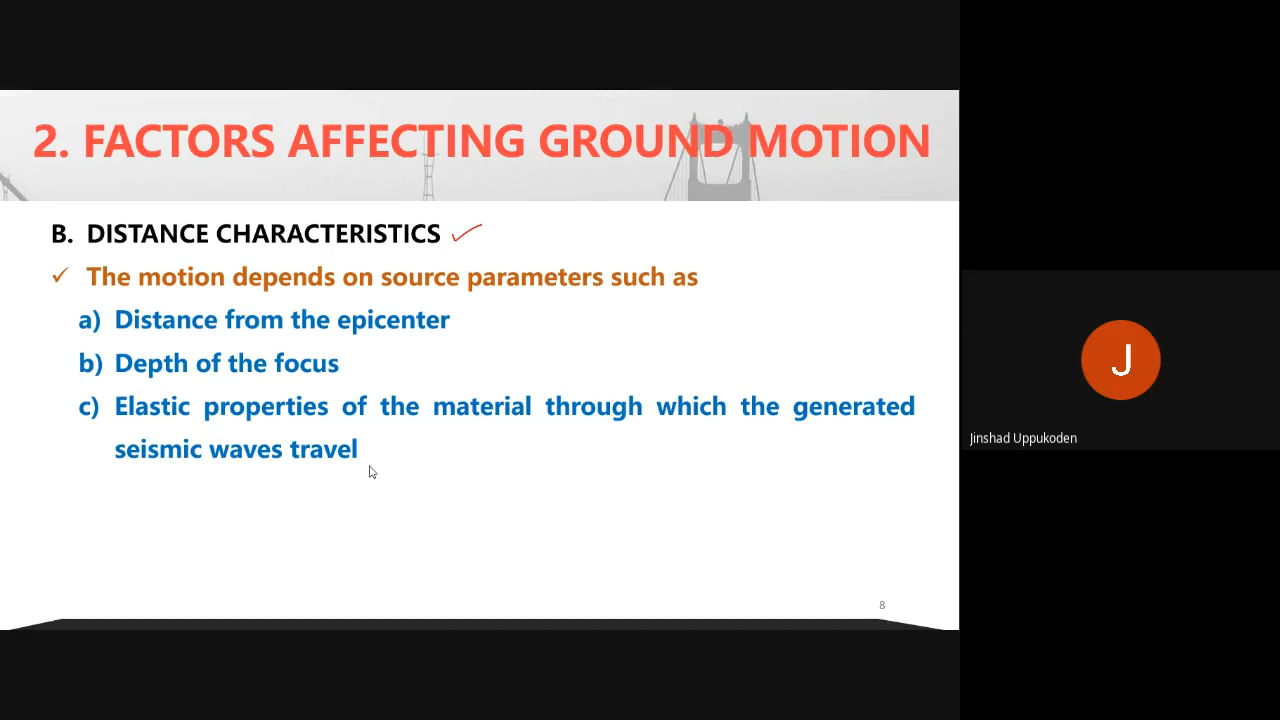 2. FACTORS AFFECTING GROUND MOTION
B. DISTANCE CHARACTERISTICS
The motion depends on source parameters such as
a) Distance from the epicenter
b) Depth of the focus
c) Elastic properties of the material through which the generated
seismic waves travel
8
J
Jinshad Uppukoden